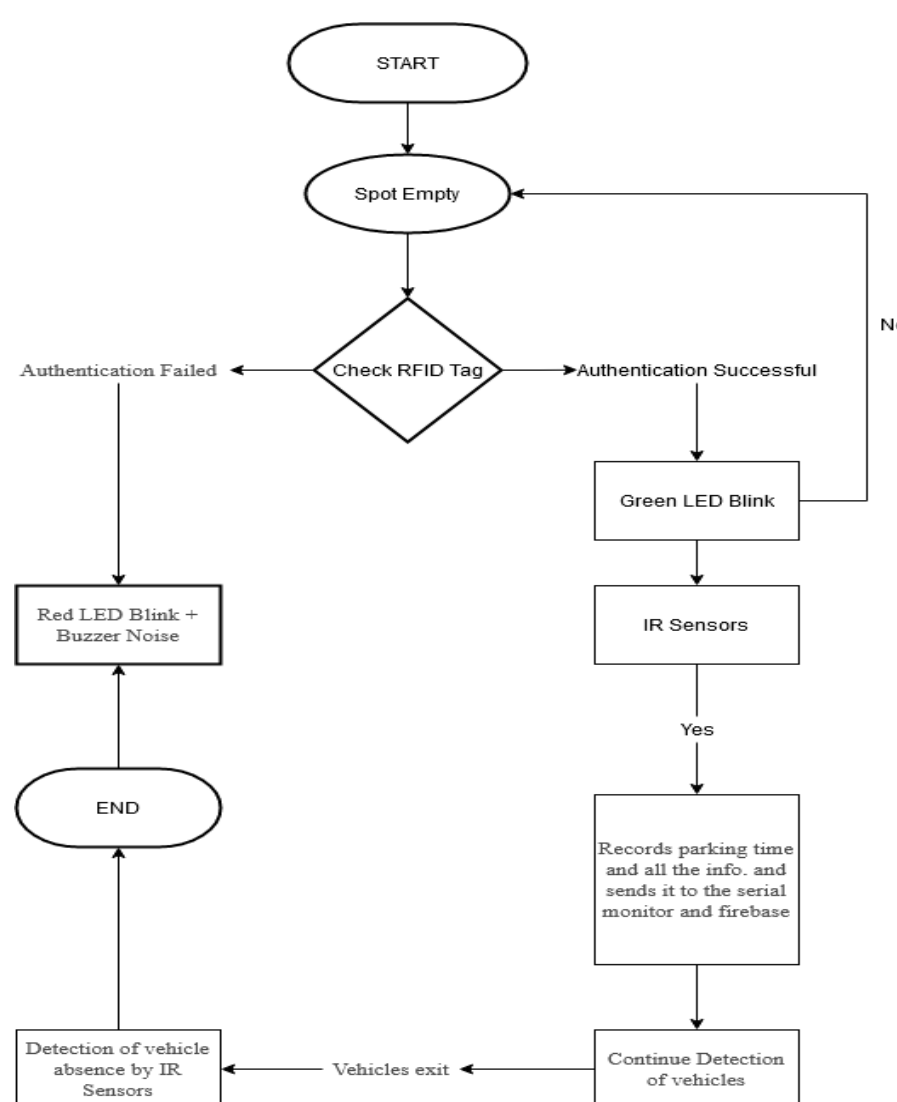 START
Spot Empty
Authentication Failed
Check RFID Tag
Authentication Successful
Green LED Blink
Red LED Blink +
Buzzer Noise
IR Sensors
Yes
END
Records parking time
and all the info. and
sends it to the serial
monitor and firebase
Detection of vehicle
absence by IR
Sensors
Vehicles exit
Continue Detection
of vehicles